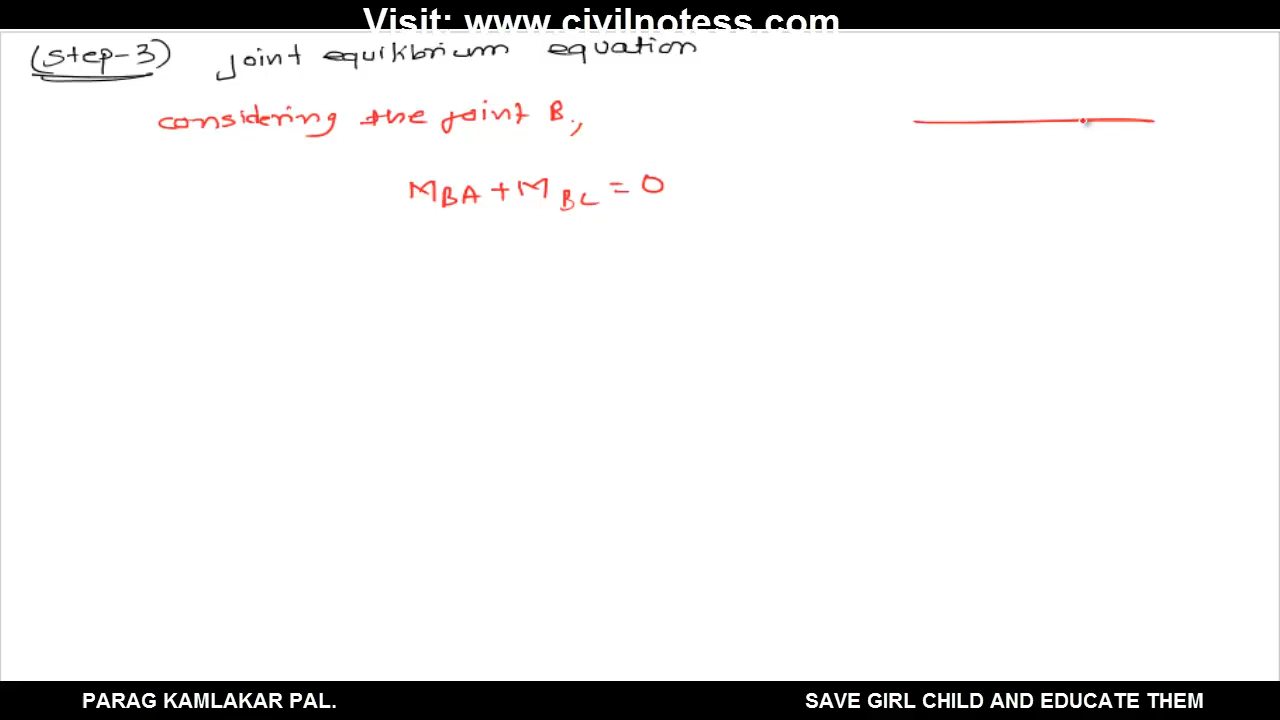 Visit: www.civilnotess.com
(step-3) joint equikbrium equation
considering the joint B.,
MBA + MBC = 0
PARAG KAMLAKAR PAL.
SAVE GIRL CHILD AND EDUCATE THEM